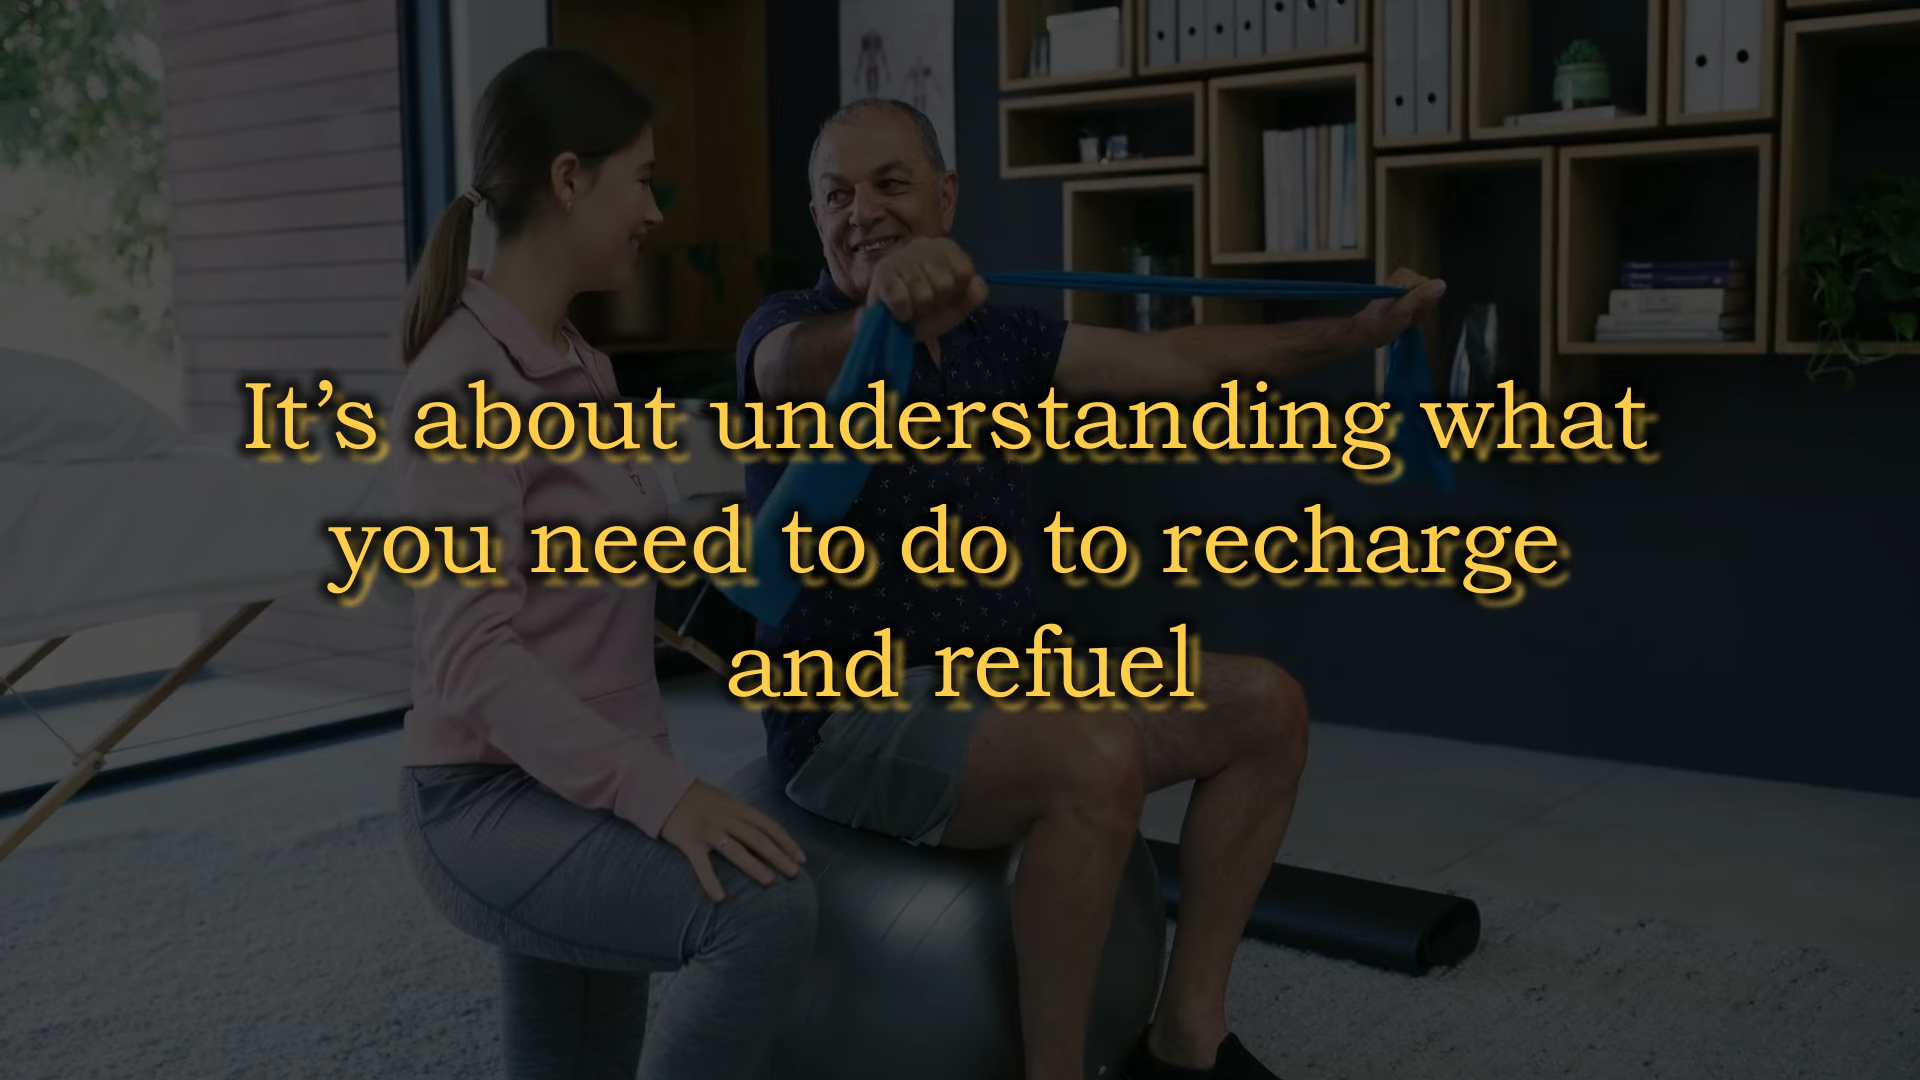 It’s about understanding what
you need to do to recharge
and refuel